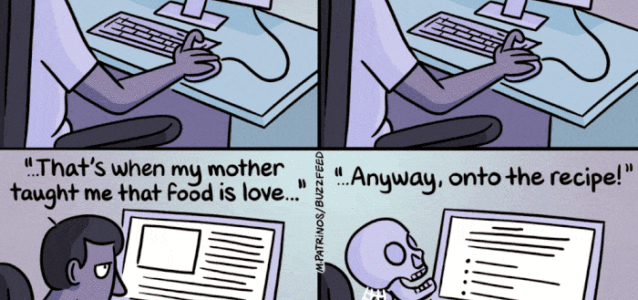 "...That's when my mother
taught me that food is love..."
M.PATRINOS/BUZZFEED
"...Anyway, onto the recipe!"